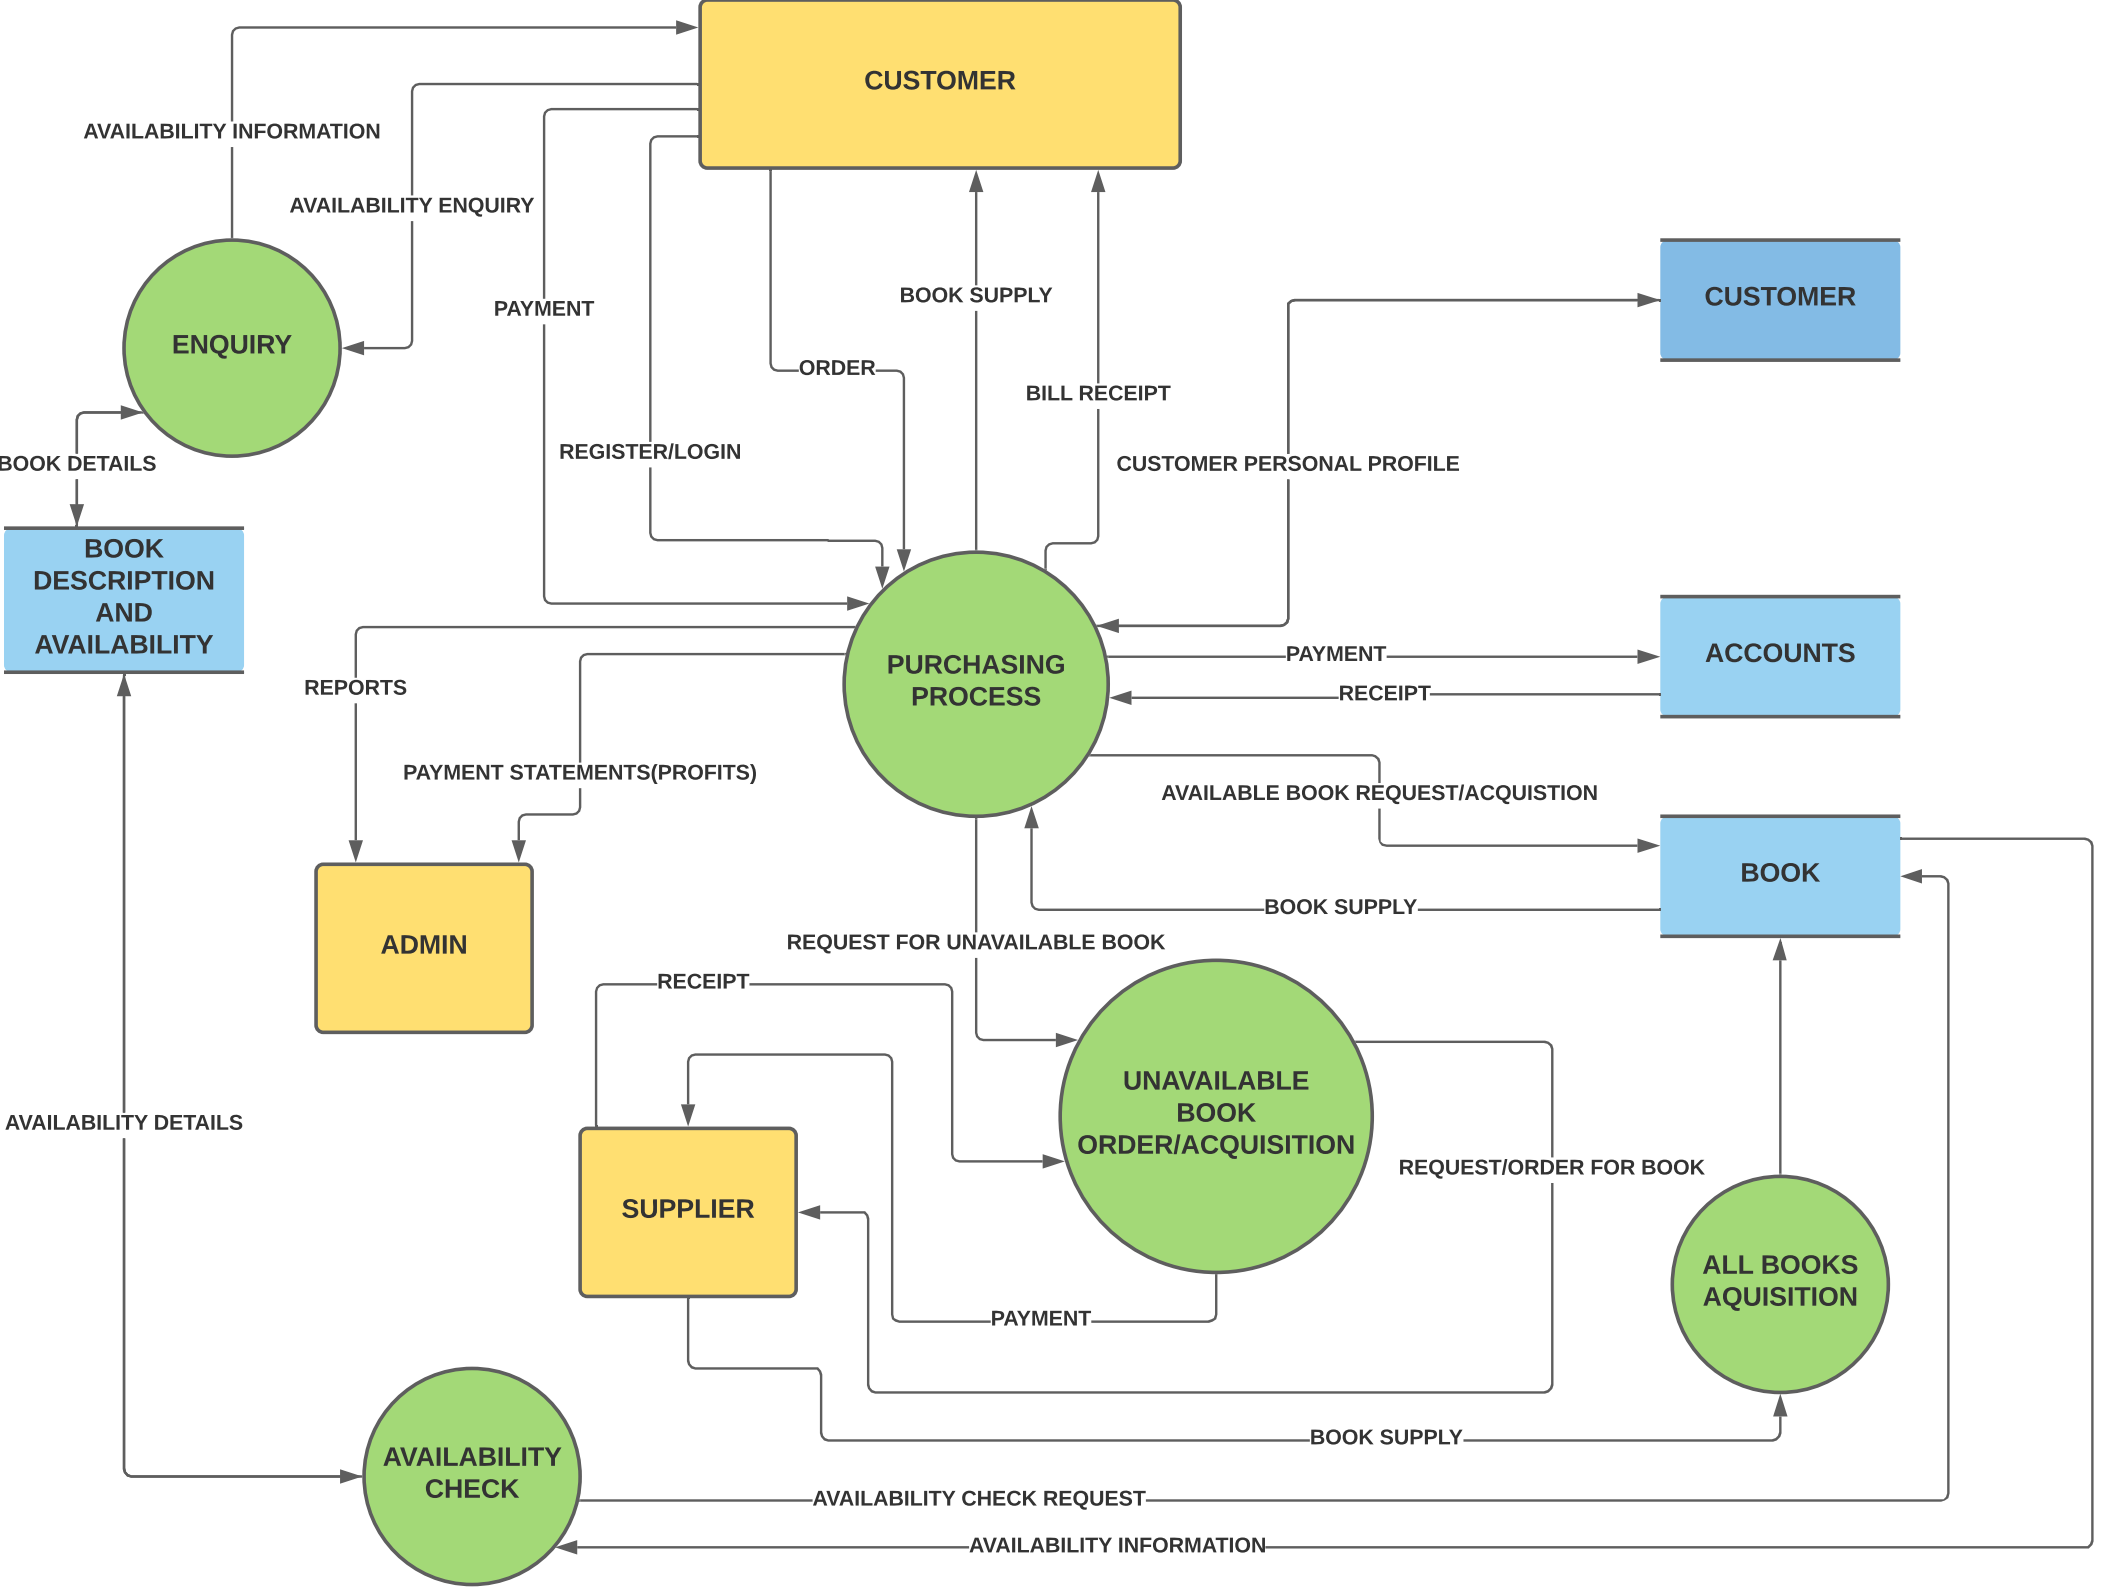 CUSTOMER
AVAILABILITY INFORMATION
AVAILABILITY ENQUIRY
PAYMENT
BOOK SUPPLY
CUSTOMER
ENQUIRY
ORDER
BILL RECEIPT
REGISTER/LOGIN
CUSTOMER PERSONAL PROFILE
BOOK DETAILS
BOOK
DESCRIPTION
AND
AVAILABILITY
PURCHASING
PROCESS
PAYMENT
ACCOUNTS
RECEIPT
REPORTS
PAYMENT STATEMENTS(PROFITS)
AVAILABLE BOOK REQUEST/ACQUISTION
BOOK
BOOK SUPPLY
ADMIN
REQUEST FOR UNAVAILABLE BOOK
RECEIPT
UNAVAILABLE
BOOK
ORDER/ACQUISITION
AVAILABILITY DETAILS
REQUEST/ORDER FOR BOOK
SUPPLIER
ALL BOOKS
AQUISITION
PAYMENT
BOOK SUPPLY
AVAILABILITY
CHECK
AVAILABILITY CHECK REQUEST
AVAILABILITY INFORMATION